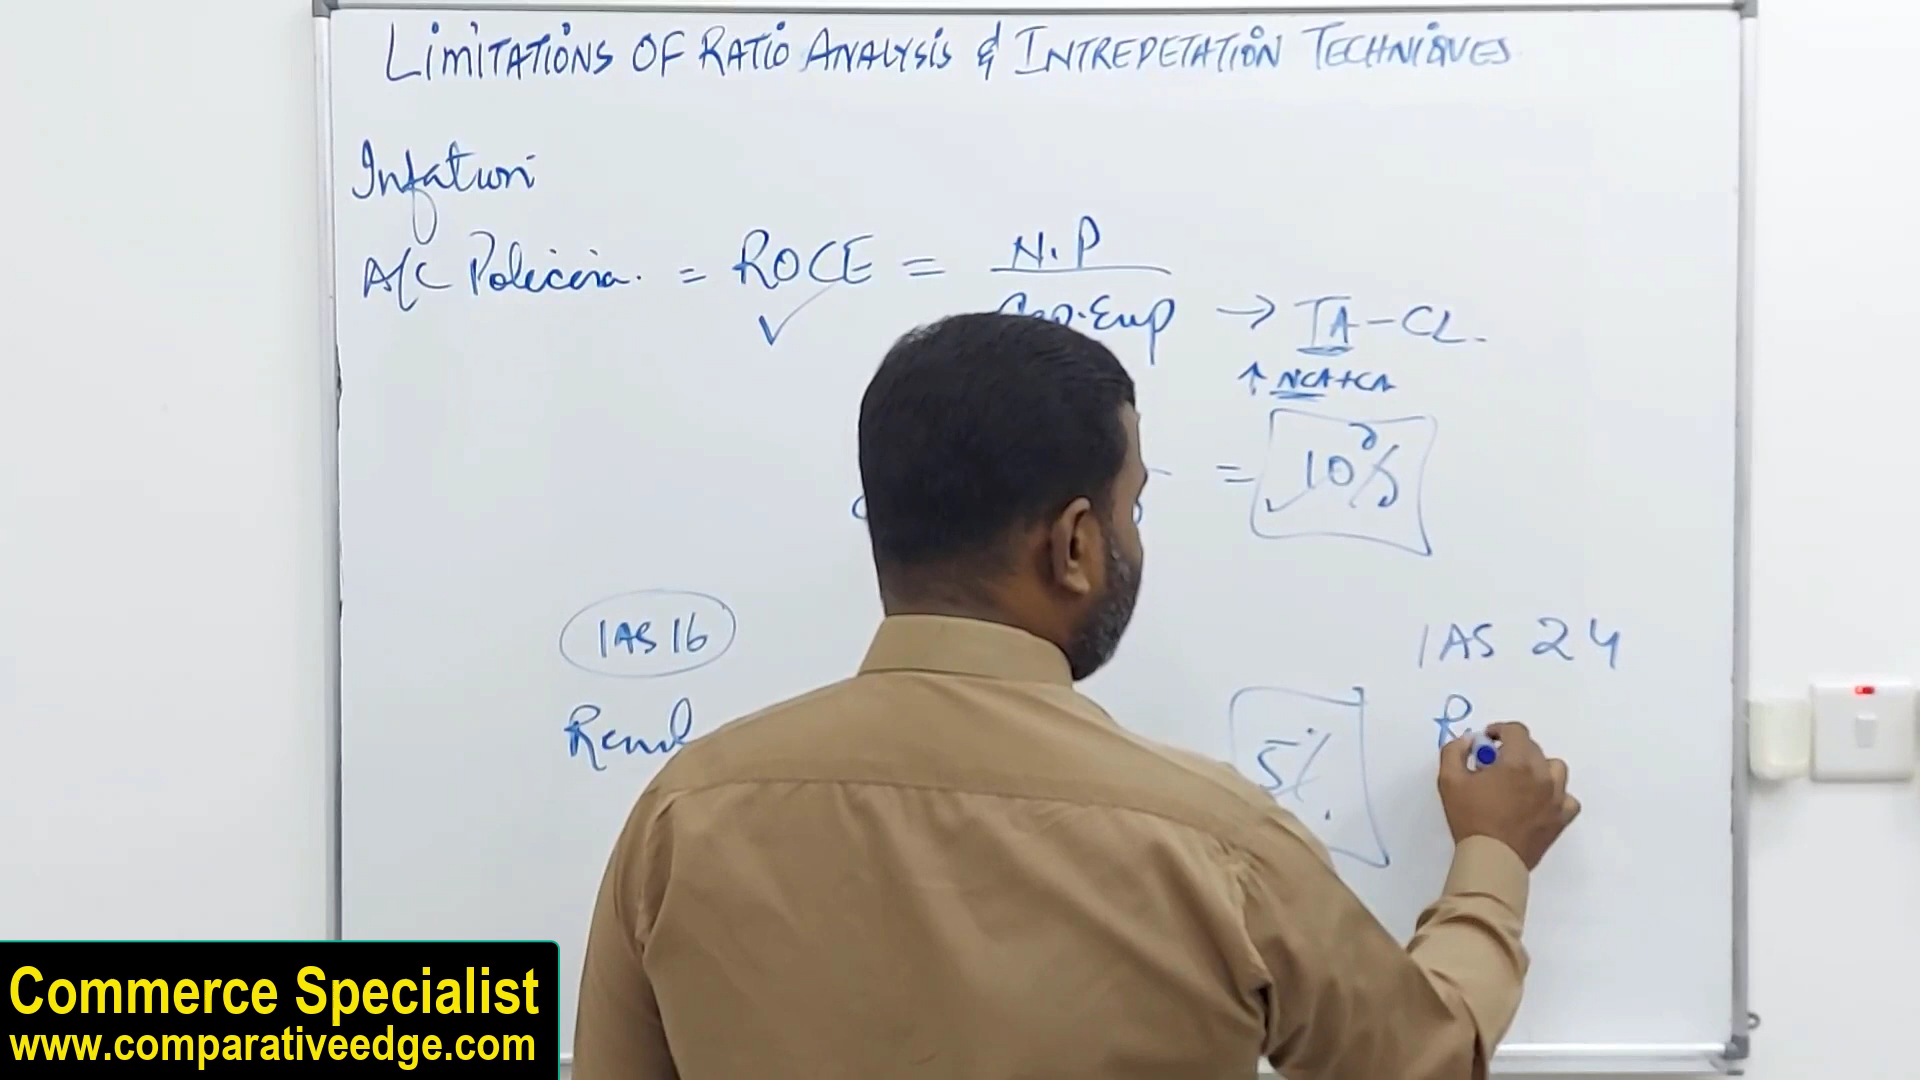 LIMITATIONS OF RATIO ANALYSIS & INTREPETATION TECHNIQUES
Infation
A/C Policies. = ROCE = N.P
Cap.Emp → TA - CL.
↑ NCA+CA
= 10%
IAS 16
IAS 24
5%.
Commerce Specialist
www.comparativeedge.com